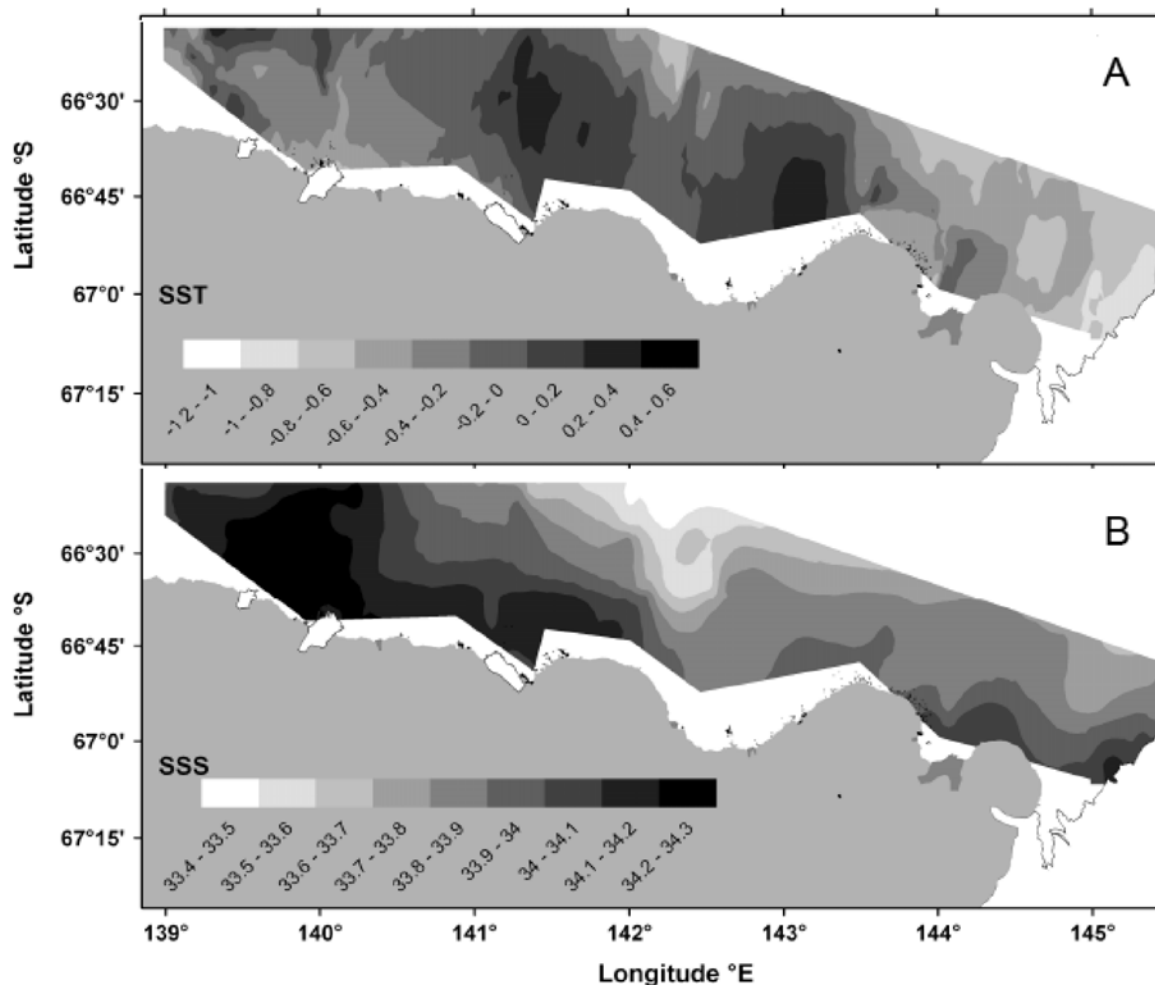 A
66°30'
66°45'
67°0'
67°15'
Latitude °S
SST
-1 2 - -1
-1 - -0.8
-0.8 - -0.6
-0.6 - -0.4
-0.4 - -0.2
-0.2 - 0
0 - 0.2
0.2 - 0.4
0.4 - 0.6
B
66°30'
66°45'
67°0'
67°15'
Latitude °S
SSS
33.4 - 33.5
33.5 - 33.6
33.6 - 33.7
33.7 - 33.8
33.8 - 33.9
33.9 - 34
34 - 34.1
34.1 - 34.2
34.2 - 34.3
139° 140° 141° 142° 143° 144° 145°
Longitude °E